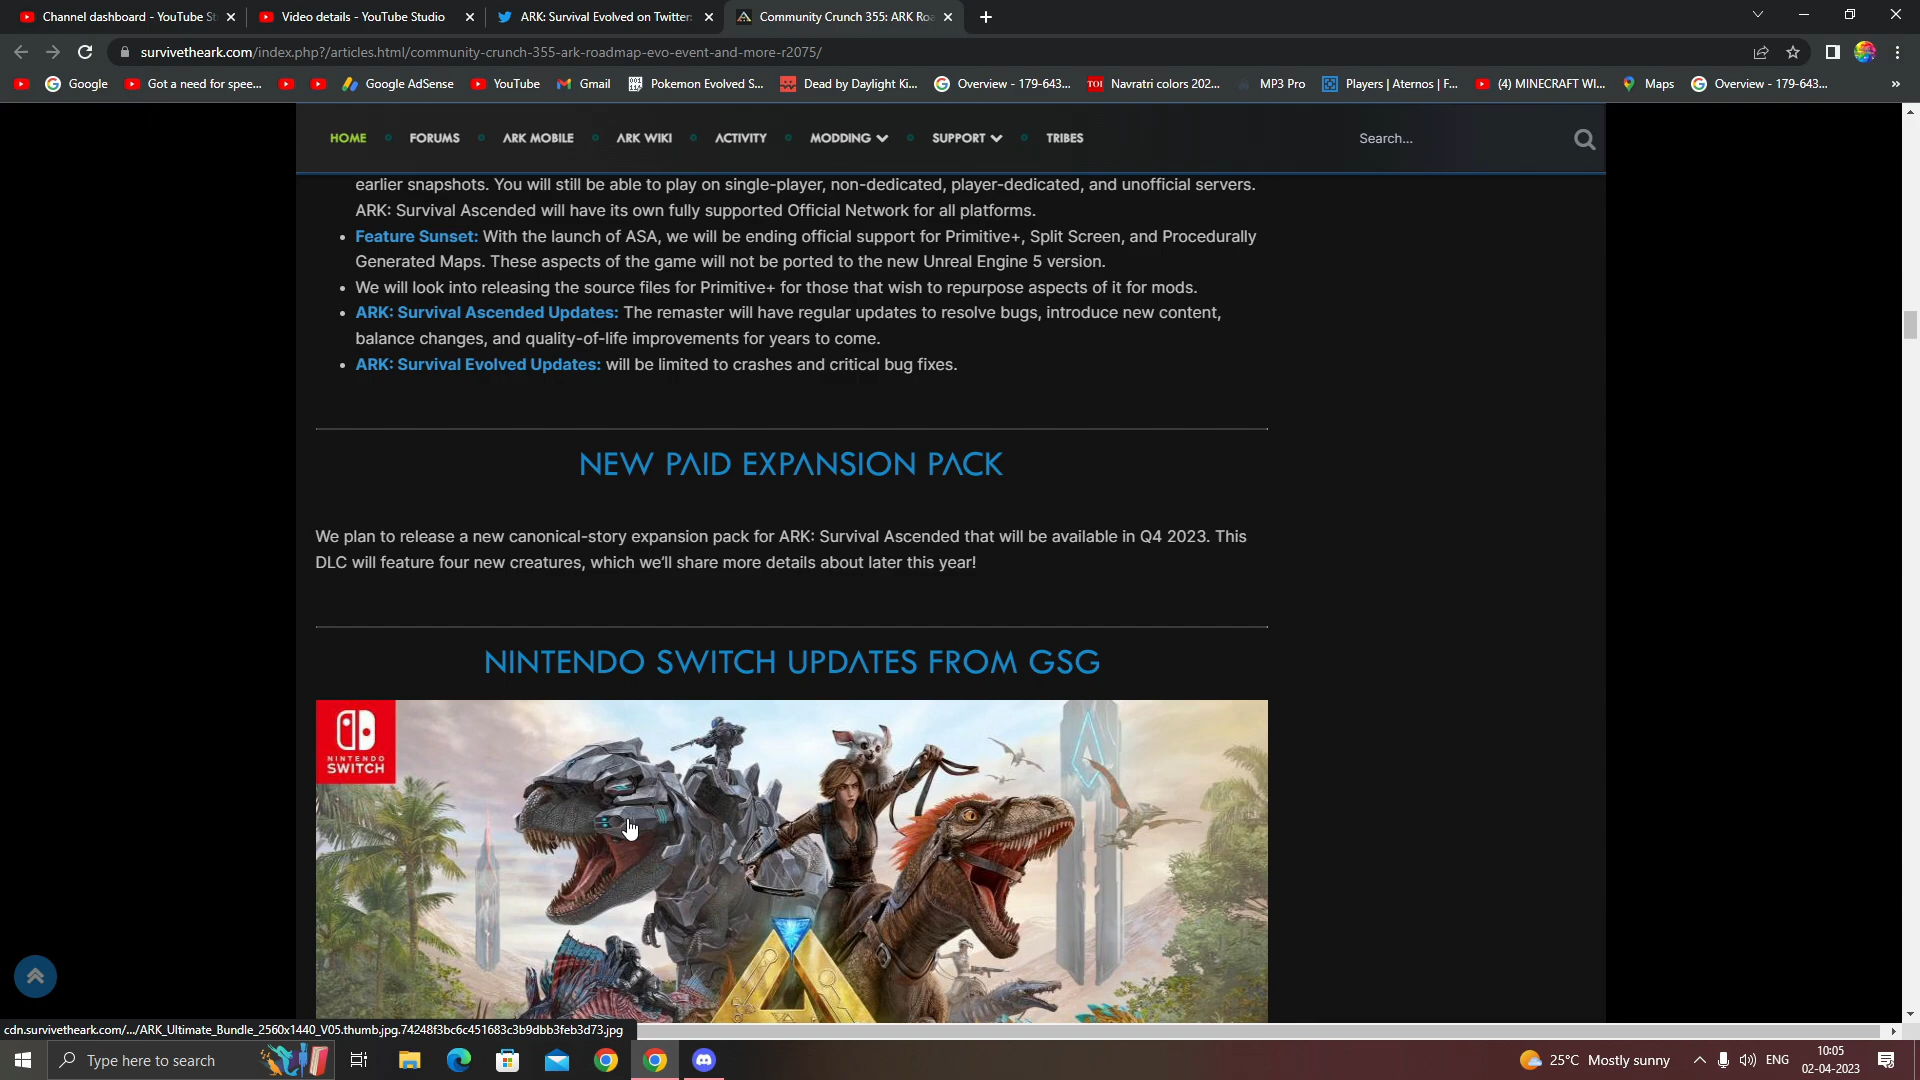 Channel dashboard - YouTube St
Video details - YouTube Studio
ARK: Survival Evolved on Twitter:
Community Crunch 355: ARK Roa
survivetheark.com/index.php?/articles.html/community-crunch-355-ark-roadmap-evo-event-and-more-r2075/
Google
Got a need for spee...
Google AdSense
YouTube
Gmail
Pokemon Evolved S...
Dead by Daylight Ki...
Overview - 179-643...
TOI Navratri colors 202...
MP3 Pro
Players | Aternos | F...
(4) MINECRAFT WI...
Maps
Overview - 179-643...
»
HOME
FORUMS
ARK MOBILE
ARK WIKI
ACTIVITY
MODDING
SUPPORT
TRIBES
Search...
earlier snapshots. You will still be able to play on single-player, non-dedicated, player-dedicated, and unofficial servers.
ARK: Survival Ascended will have its own fully supported Official Network for all platforms.
• Feature Sunset: With the launch of ASA, we will be ending official support for Primitive+, Split Screen, and Procedurally
Generated Maps. These aspects of the game will not be ported to the new Unreal Engine 5 version.
• We will look into releasing the source files for Primitive+ for those that wish to repurpose aspects of it for mods.
• ARK: Survival Ascended Updates: The remaster will have regular updates to resolve bugs, introduce new content,
balance changes, and quality-of-life improvements for years to come.
• ARK: Survival Evolved Updates: will be limited to crashes and critical bug fixes.
NEW PAID EXPANSION PACK
We plan to release a new canonical-story expansion pack for ARK: Survival Ascended that will be available in Q4 2023. This
DLC will feature four new creatures, which we'll share more details about later this year!
NINTENDO SWITCH UPDATES FROM GSG
NINTENDO
SWITCH
cdn.survivetheark.com/.../ARK_Ultimate_Bundle_2560x1440_V05.thumb.jpg.74248f3bc6c451683c3b9dbb3feb3d73.jpg
Type here to search
25°C Mostly sunny
ENG
10:05
02-04-2023